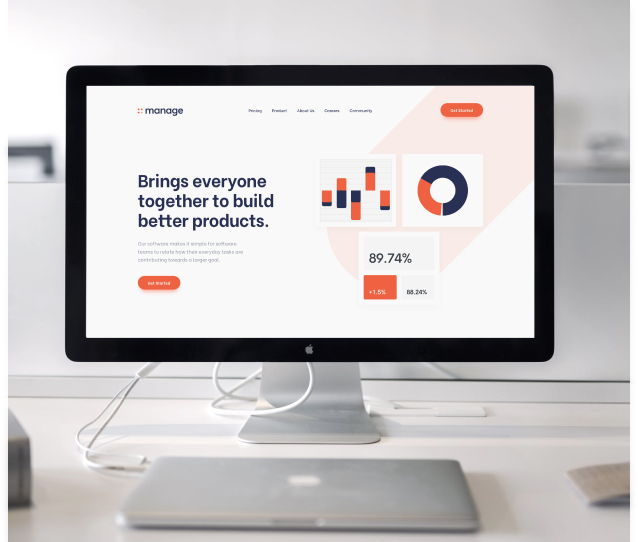 manage
Pricing Product About Us Careers Community
Get Started
Brings everyone
together to build
better products.
Our software makes it simple for software
teams to relate how their everyday tasks are
contributing towards a larger goal.
Get Started
89.74%
+1.5%
88.24%